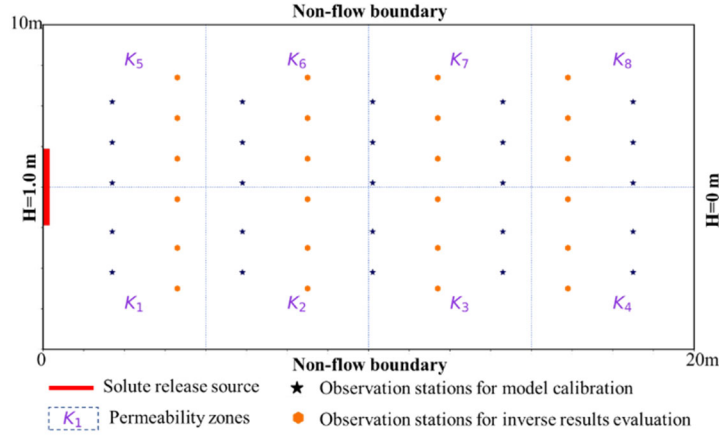 Non-flow boundary
10m
K5 K6 K7 K8
H=1.0 m
H=0 m
K1 K2 K3 K4
0
20m
Non-flow boundary
Solute release source
Observation stations for model calibration
K1 Permeability zones
Observation stations for inverse results evaluation